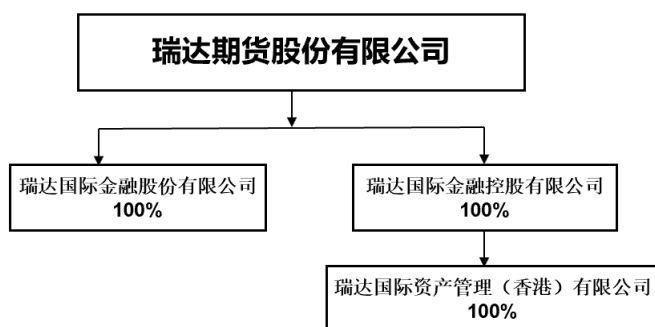 瑞达期货股份有限公司
瑞达国际金融股份有限公司
100%
瑞达国际金融控股有限公司
100%
瑞达国际资产管理（香港）有限公司
100%